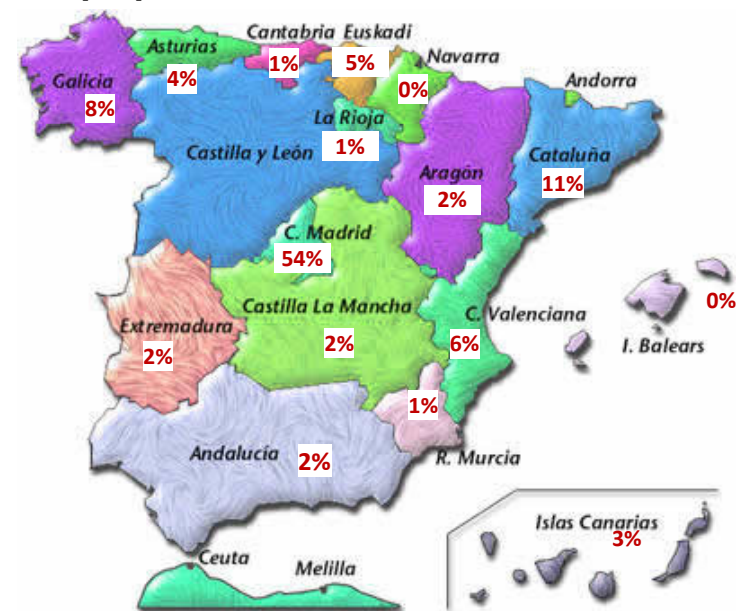 Cantabria Euskadi
Asturias
Navarra
1%
5%
Galicia
4%
Andorra
0%
8%
La Rioja
Castilla y León
1%
Cataluña
Aragón
11%
2%
C. Madrid
54%
Castilla La Mancha
C. Valenciana
0%
Extremadura
2%
2%
6%
I. Balears
1%
Andalucía
2%
R. Murcia
Islas Canarias
3%
Ceuta
Melilla